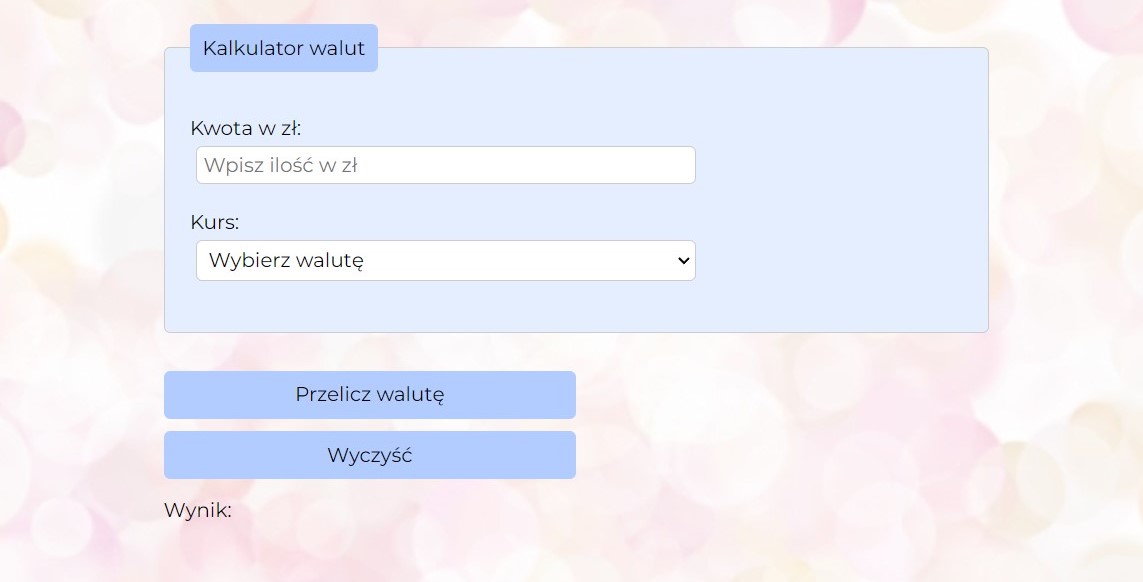 Kalkulator walut
Kwota w zł:
Wpisz ilość w zł
Kurs:
Wybierz walutę
Przelicz walutę
Wyczyść
Wynik: